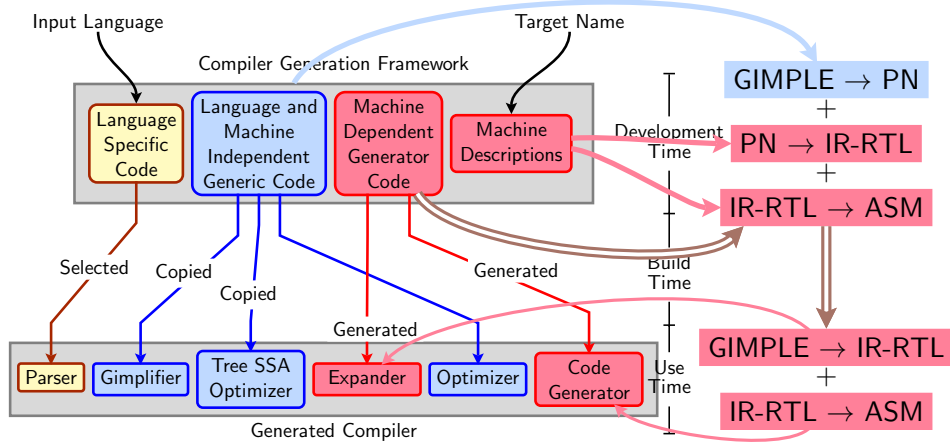 Input Language
Target Name
Compiler Generation Framework
Language
Specific
Code
Language and
Machine
Independent
Generic Code
Machine
Dependent
Generator
Code
Machine
Descriptions
Development
Time
GIMPLE → PN
+
PN → IR-RTL
+
IR-RTL → ASM
Selected
Copied
Copied
Generated
Generated
Build
Time
Parser
Gimplifier
Tree SSA
Optimizer
Expander
Optimizer
Code
Generator
Use
Time
GIMPLE → IR-RTL
+
IR-RTL → ASM
Generated Compiler